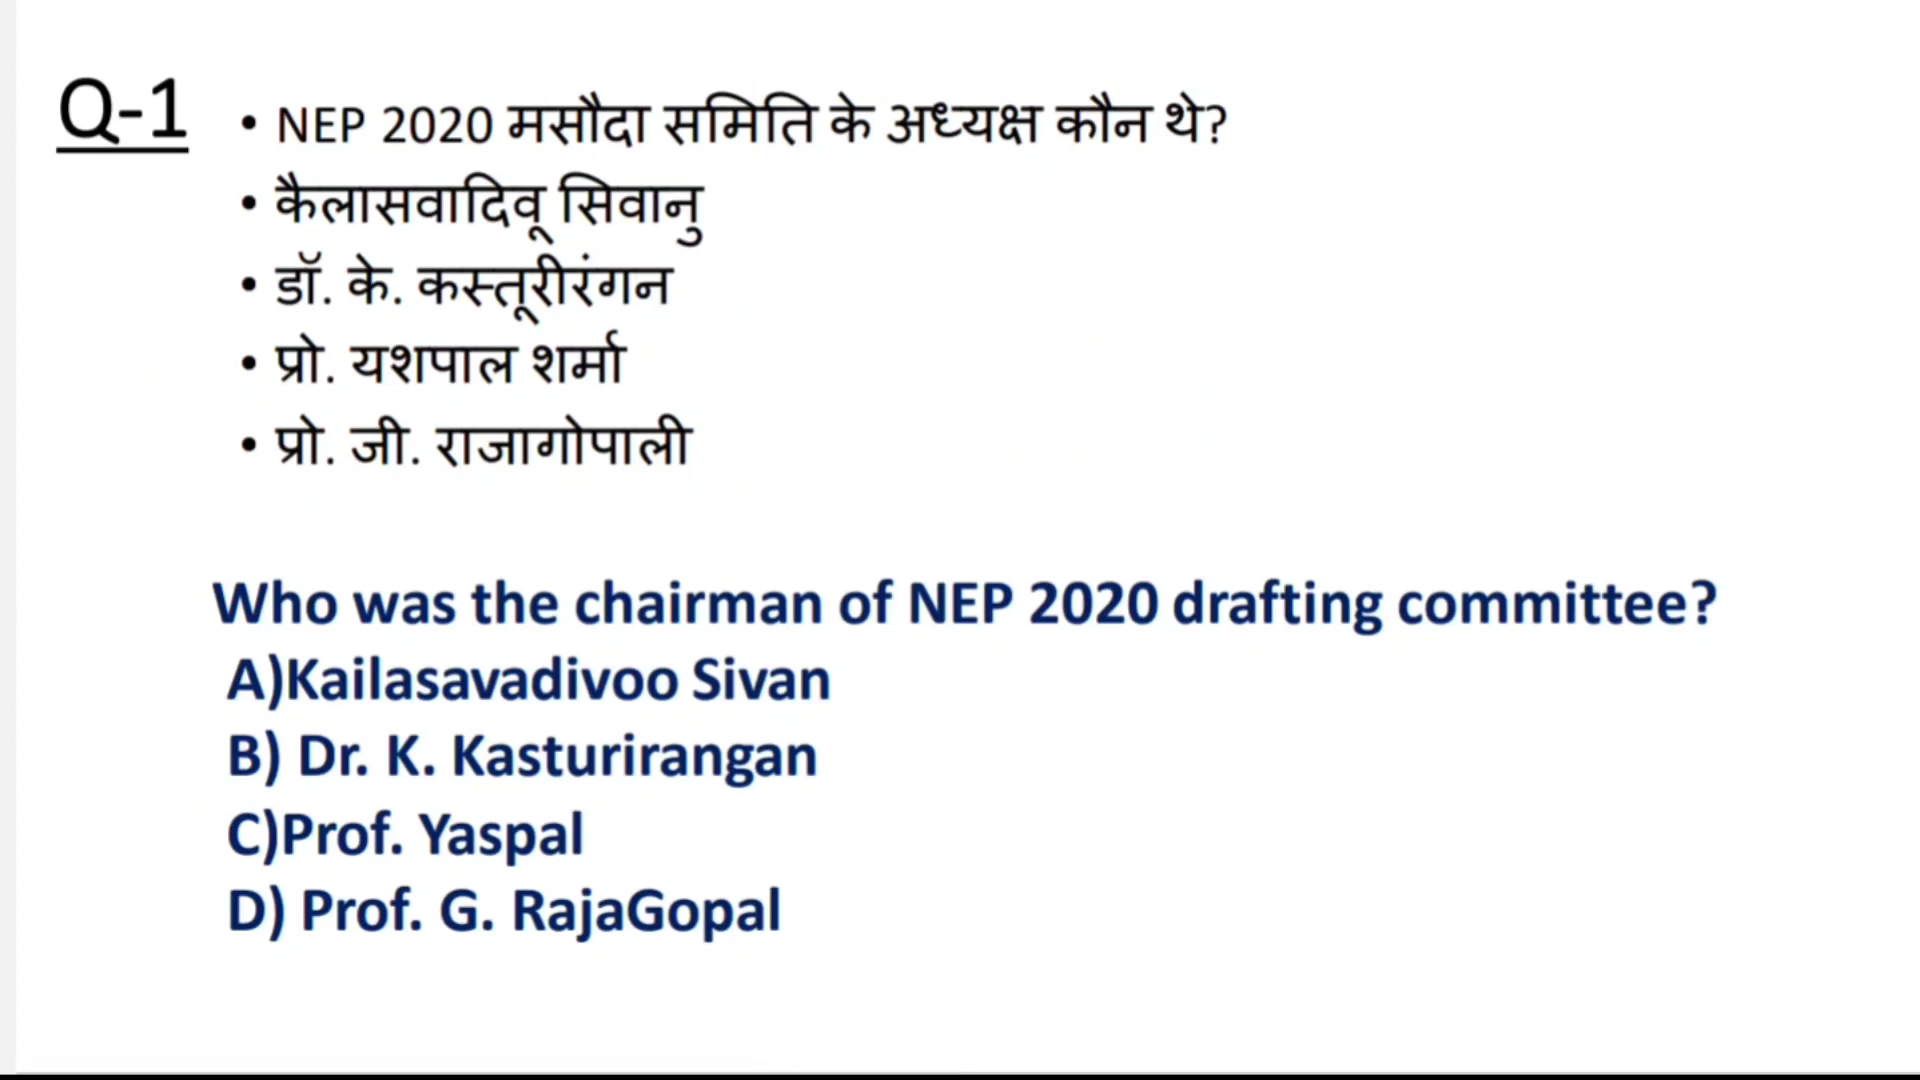 Q-1
• NEP 2020 मसौदा समिति के अध्यक्ष कौन थे?
• कैलासवादिवू सिवानु
• डॉ. के. कस्तूरीरंगन
• प्रो. यशपाल शर्मा
• प्रो. जी. राजागोपाली
Who was the chairman of NEP 2020 drafting committee?
A)Kailasavadivoo Sivan
B) Dr. K. Kasturirangan
C)Prof. Yaspal
D) Prof. G. RajaGopal